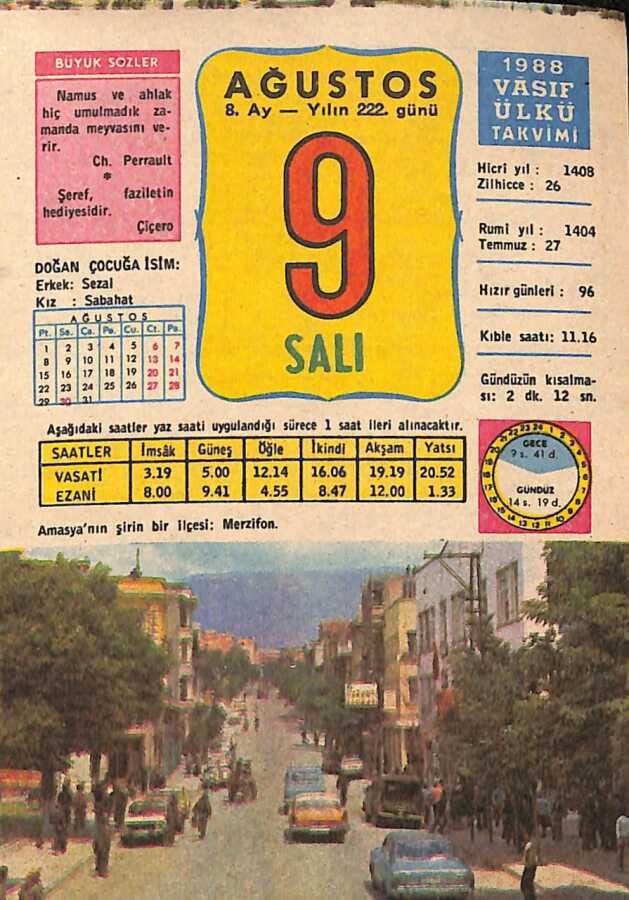 BÜYÜK SÖZLER
Namus ve ahlak
hiç umulmadık za-
manda meyvasını ve-
rir.
Ch. Perrault
*
Şeref, faziletin
hediyesidir.
Çiçero
DOĞAN ÇOCUĞA İSİM:
Erkek: Sezai
Kız : Sabahat
AĞUSTOS
Pt. Sa. Ça. Pe. Cu. Ct. Pa.
1 2 3 4 5 6 7
8 9 10 11 12 13 14
15 16 17 18 19 20 21
22 23 24 25 26 27 28
29 30 31
AĞUSTOS
8. Ay — Yılın 222. günü
9
SALI
1988
VÂSIF
ÜLKÜ
TAKVİMİ
Hicrî yıl : 1408
Zilhicce : 26
Rumî yıl : 1404
Temmuz : 27
Hızır günleri : 96
Kıble saati: 11.16
Gündüzün kısalma-
sı: 2 dk. 12 sn.
Aşağıdaki saatler yaz saati uygulandığı sürece 1 saat ileri alınacaktır.
SAATLER İmsâk Güneş Öğle İkindi Akşam Yatsı
VASATİ 3.19 5.00 12.14 16.06 19.19 20.52
EZANİ 8.00 9.41 4.55 8.47 12.00 1.33
GECE
9 s. 41 d.
GÜNDÜZ
14 s. 19 d.
Amasya'nın şirin bir ilçesi: Merzifon.